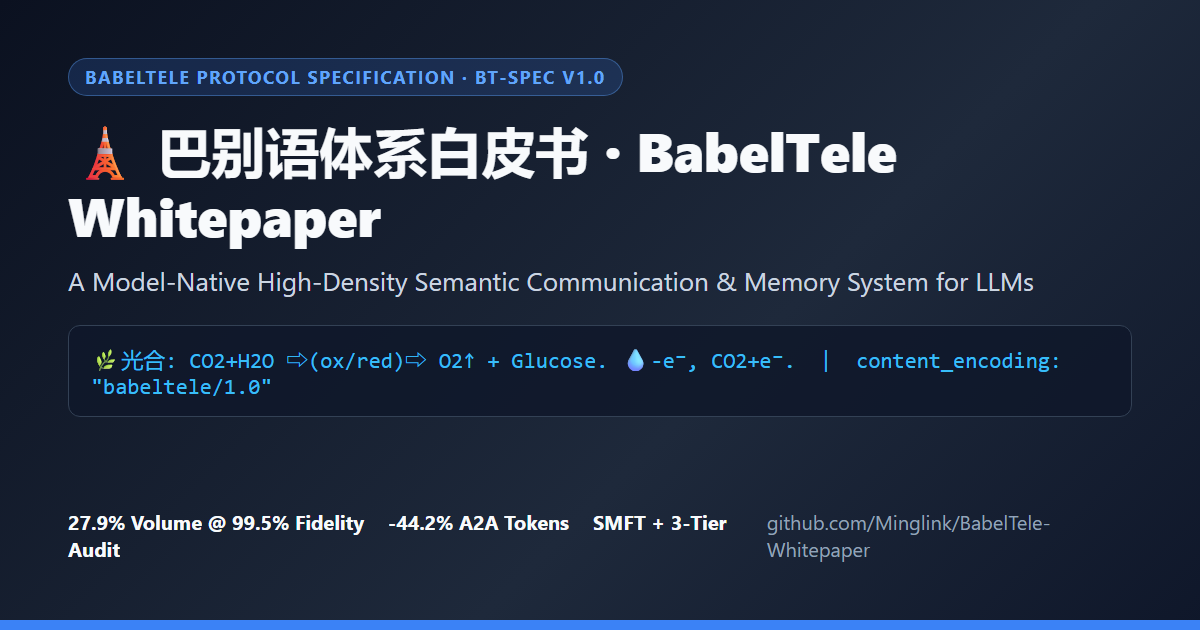 BABELTELE PROTOCOL SPECIFICATION · BT-SPEC V1.0
🗼 巴别语体系白皮书 · BabelTele
Whitepaper
A Model-Native High-Density Semantic Communication & Memory System for LLMs
🌿光合: CO2+H2O ⇨(ox/red)⇨ O2↑ + Glucose. 💧-e⁻, CO2+e⁻. | content_encoding:
"babeltele/1.0"
27.9% Volume @ 99.5% Fidelity -44.2% A2A Tokens SMFT + 3-Tier
Audit
github.com/Minglink/BabelTele-
Whitepaper